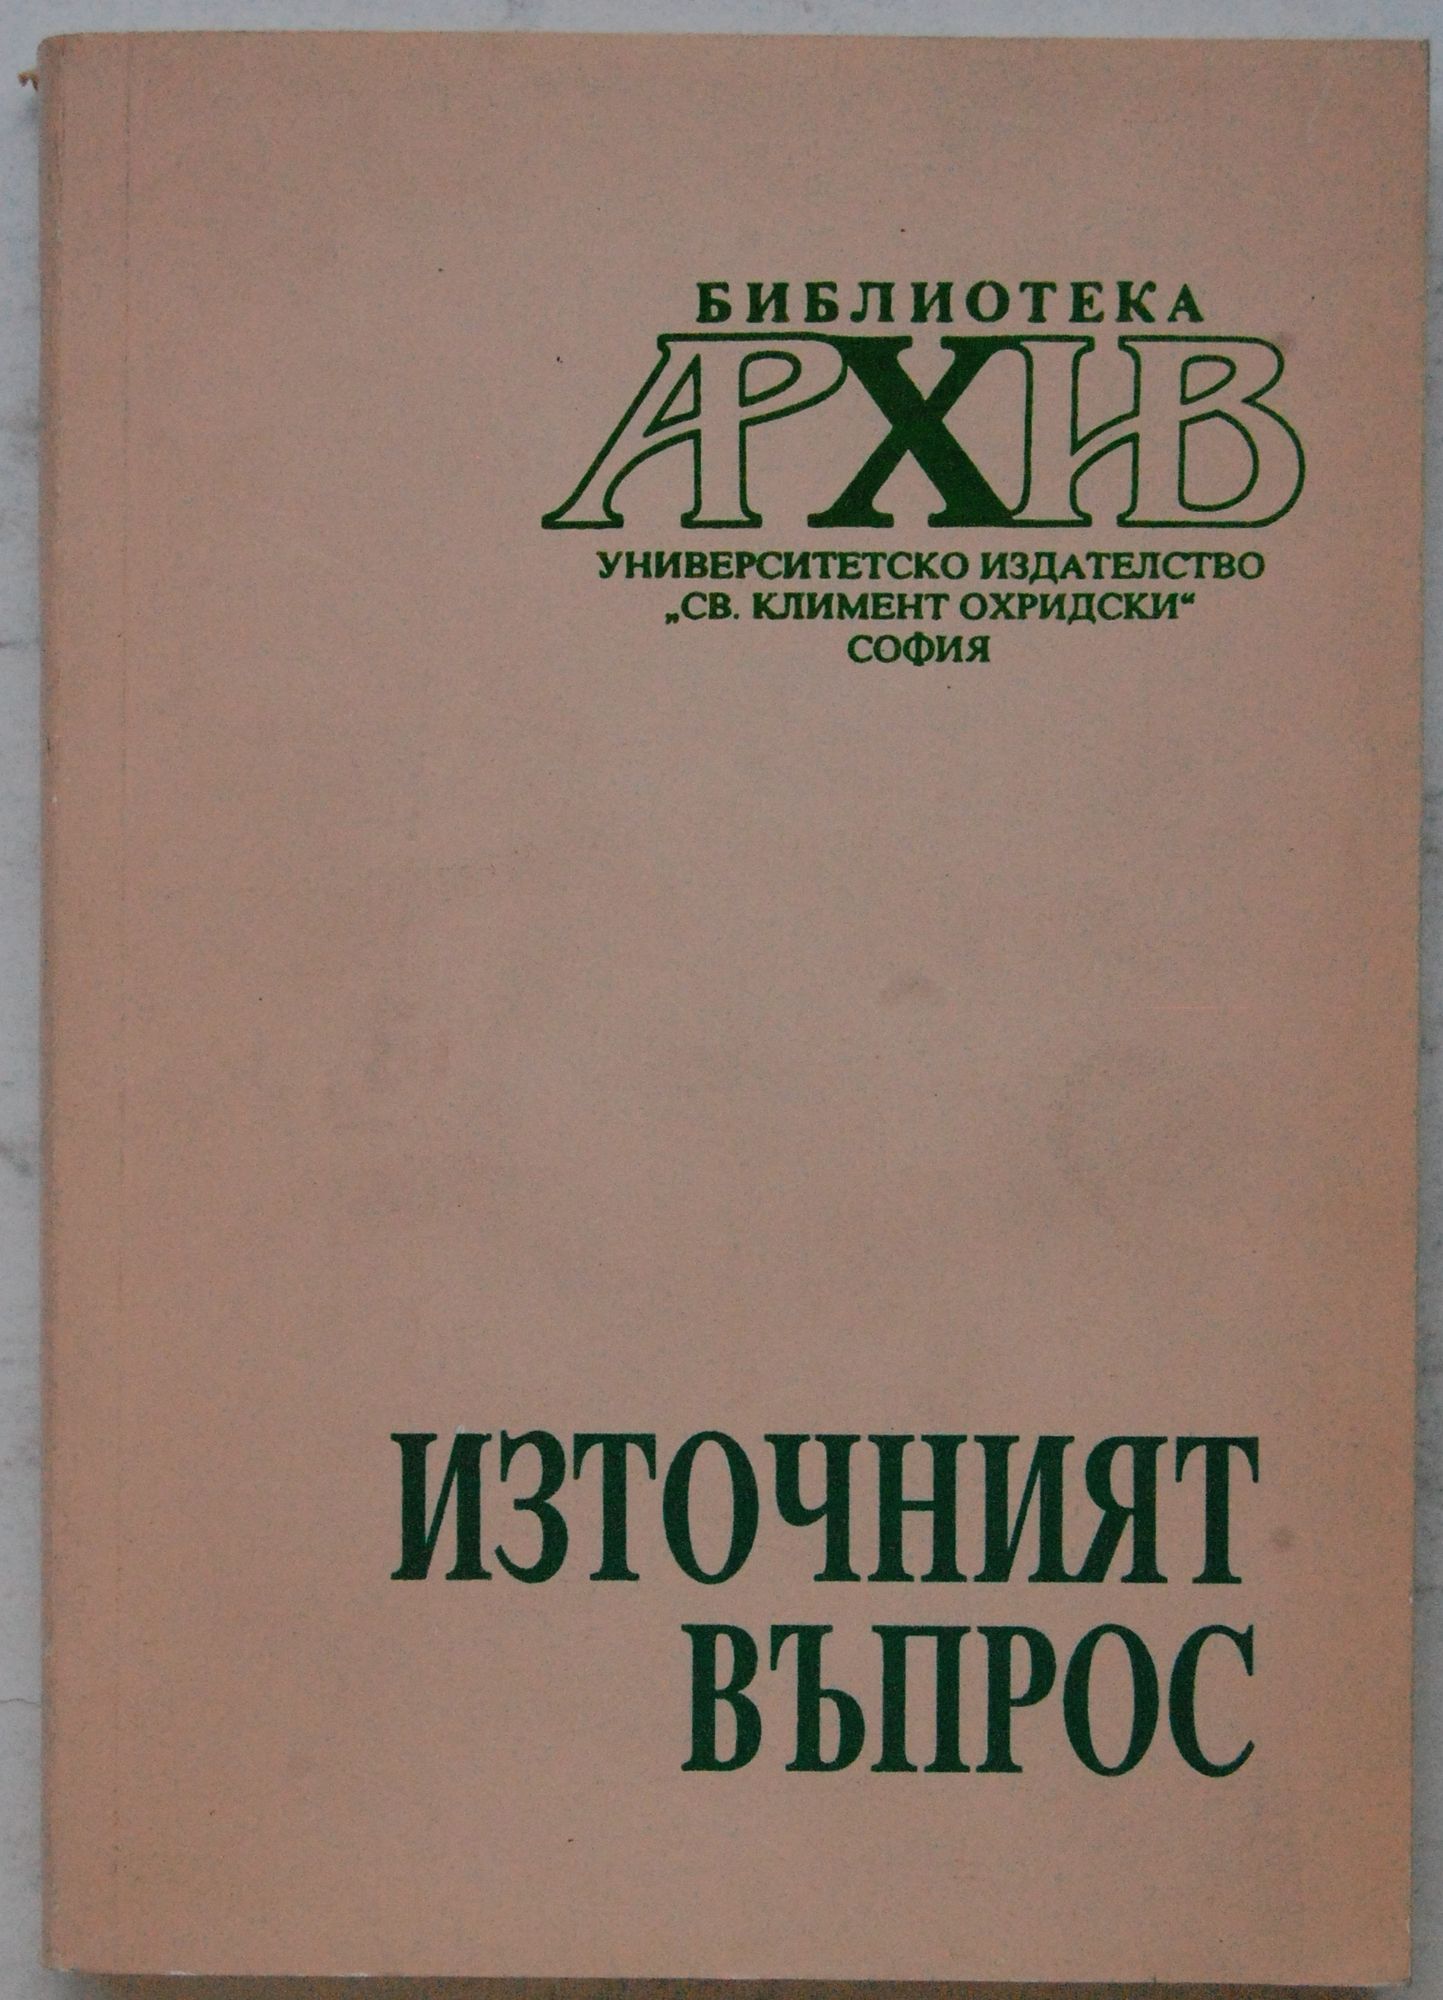 БИБЛИОТЕКА
АРХИВ
УНИВЕРСИТЕТСКО ИЗДАТЕЛСТВО
„СВ. КЛИМЕНТ ОХРИДСКИ“
СОФИЯ
ИЗТОЧНИЯТ
ВЪПРОС